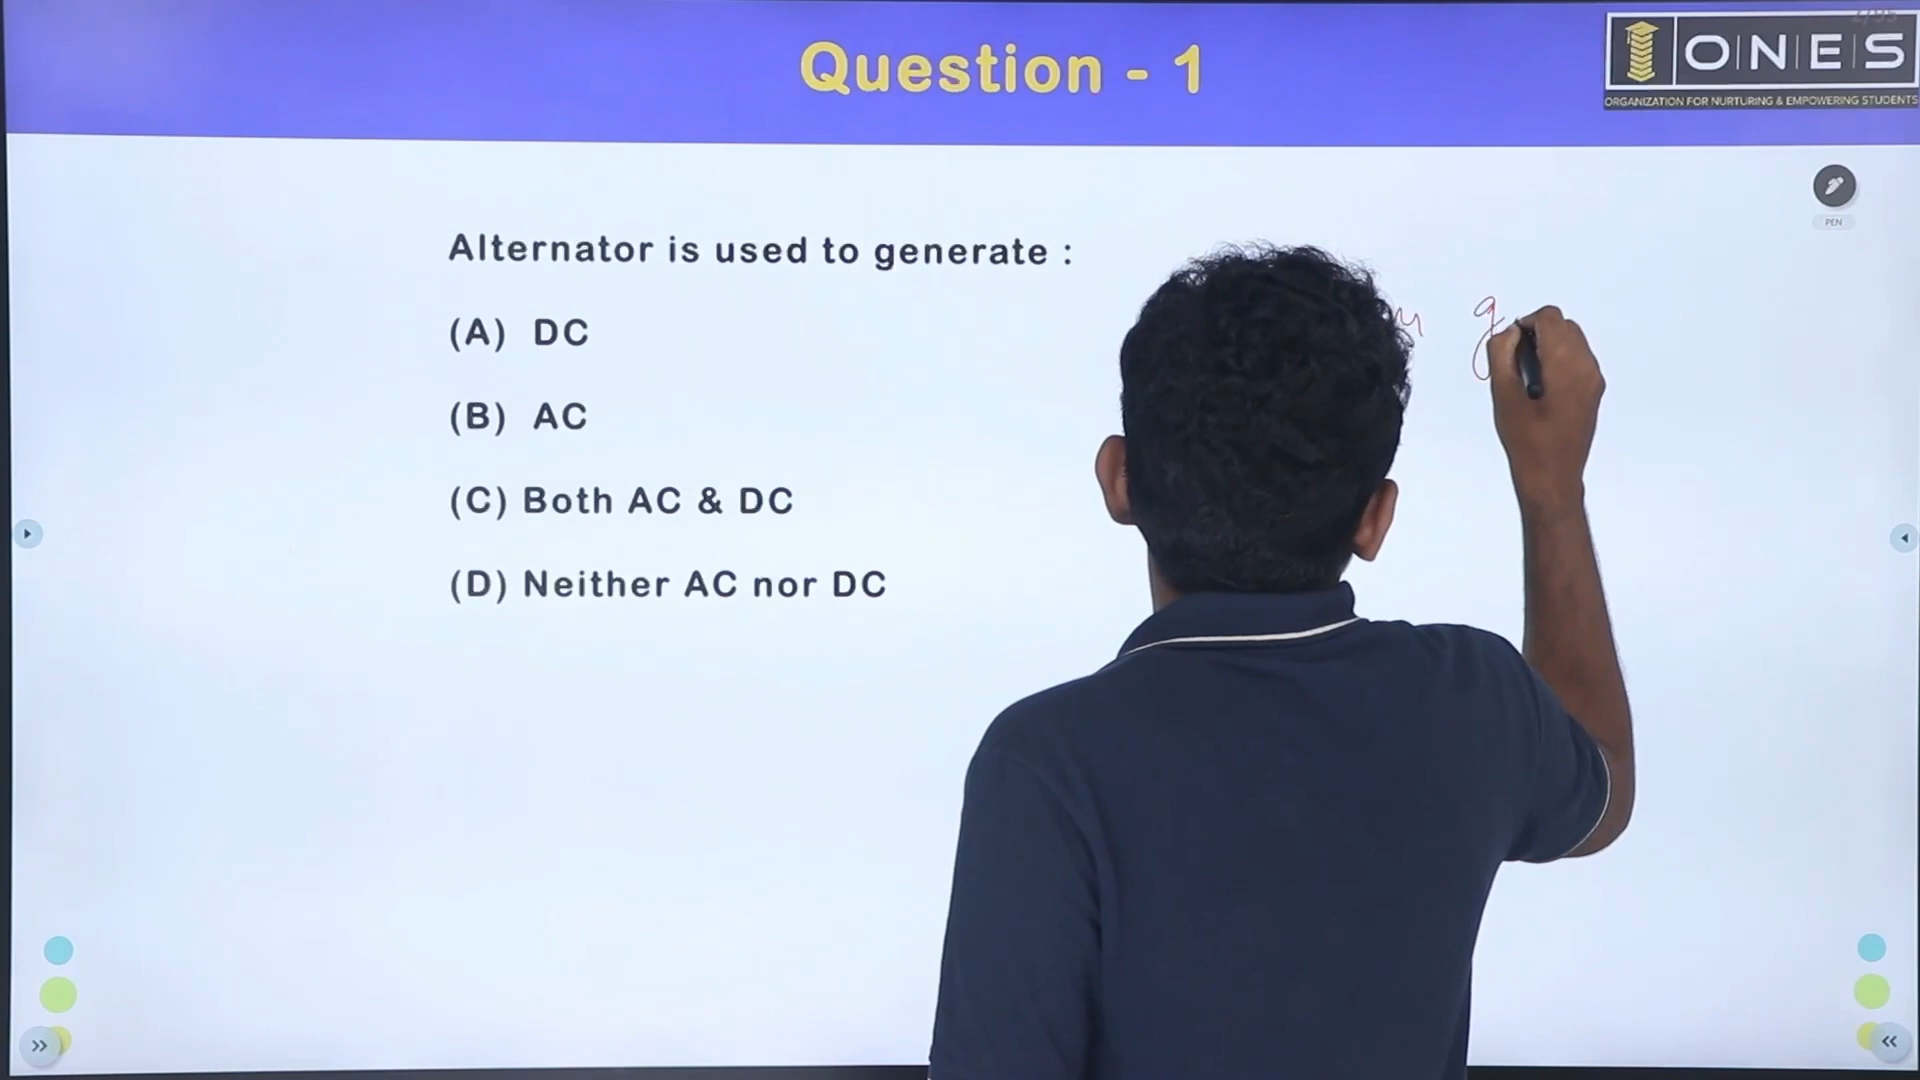 Question - 1
ONES
ORGANIZATION FOR NURTURING & EMPOWERING STUDENTS
PEN
Alternator is used to generate :
(A) DC
(B) AC
(C) Both AC & DC
(D) Neither AC nor DC